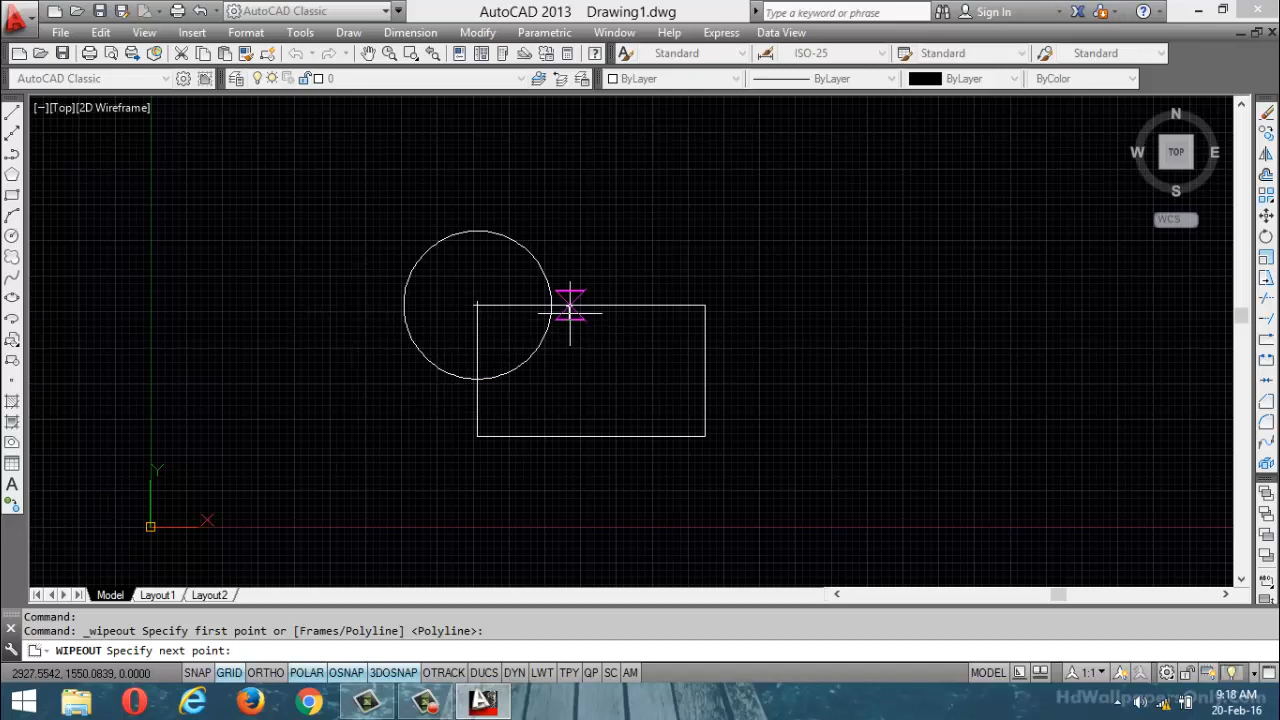 AutoCAD Classic
AutoCAD 2013 Drawing1.dwg
Type a keyword or phrase
Sign In
File Edit View Insert Format Tools Draw Dimension Modify Parametric Window Help Express Data View
Standard ISO-25 Standard Standard
AutoCAD Classic 0 ByLayer ByLayer ByLayer ByColor
[−][Top][2D Wireframe]
N
W TOP E
S
WCS
Y
X
Model Layout1 Layout2
Command:
Command: _wipeout Specify first point or [Frames/Polyline] <Polyline>:
WIPEOUT Specify next point:
2927.5542, 1550.0839, 0.0000 SNAP GRID ORTHO POLAR OSNAP 3DOSNAP OTRACK DUCS DYN LWT TPY QP SC AM MODEL 1:1
HdWallpapersOnly.com
9:18 AM
20-Feb-16